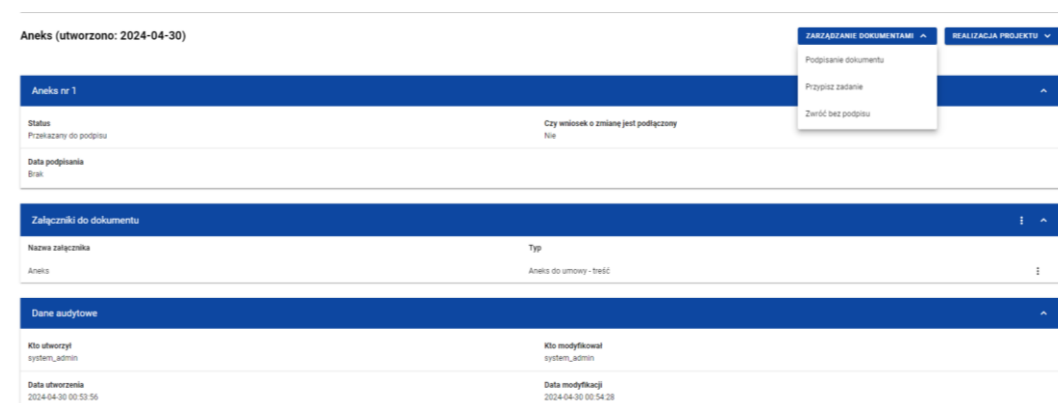 Aneks (utworzono: 2024-04-30)
ZARZĄDZANIE DOKUMENTAMI
REALIZACJA PROJEKTU
Podpisanie dokumentu
Przypisz zadanie
Zwróć bez podpisu
Aneks nr 1
Status
Czy wniosek o zmianę jest podłączony
Przekazany do podpisu
Nie
Data podpisania
Brak
Załączniki do dokumentu
Nazwa załącznika
Typ
Aneks
Aneks do umowy - treść
Dane audytowe
Kto utworzył
Kto modyfikował
system_admin
system_admin
Data utworzenia
Data modyfikacji
2024-04-30 00:53:56
2024-04-30 00:54:28